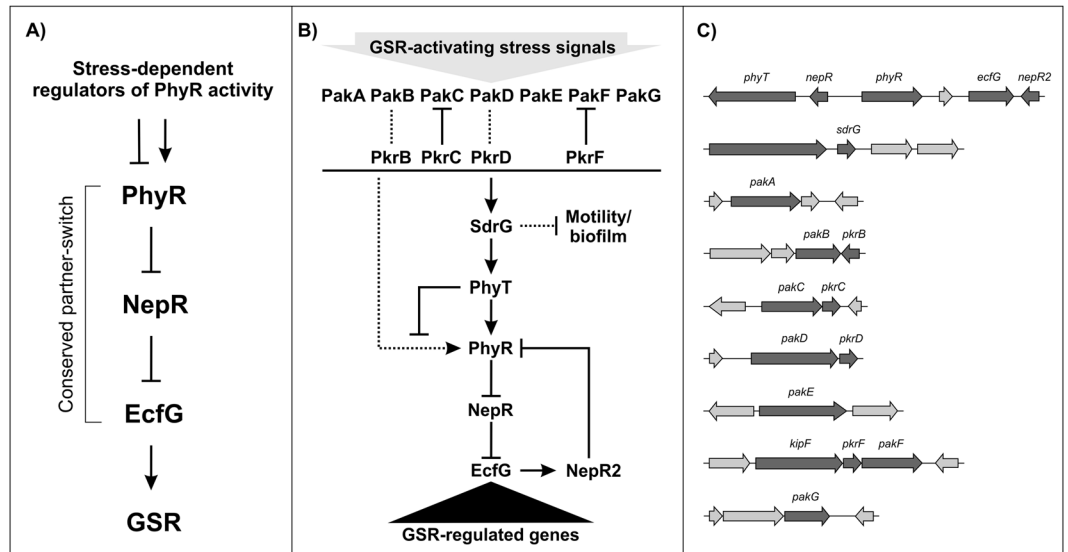 A)
Stress-dependent
regulators of PhyR activity
Conserved partner-switch
PhyR
NepR
EcfG
GSR
B)
GSR-activating stress signals
PakA PakB PakC PakD PakE PakF PakG
PkrB PkrC PkrD PkrF
SdrG
Motility/
biofilm
PhyT
PhyR
NepR
EcfG
NepR2
GSR-regulated genes
C)
phyT nepR phyR ecfG nepR2
sdrG
pakA
pakB pkrB
pakC pkrC
pakD pkrD
pakE
kipF pkrF pakF
pakG